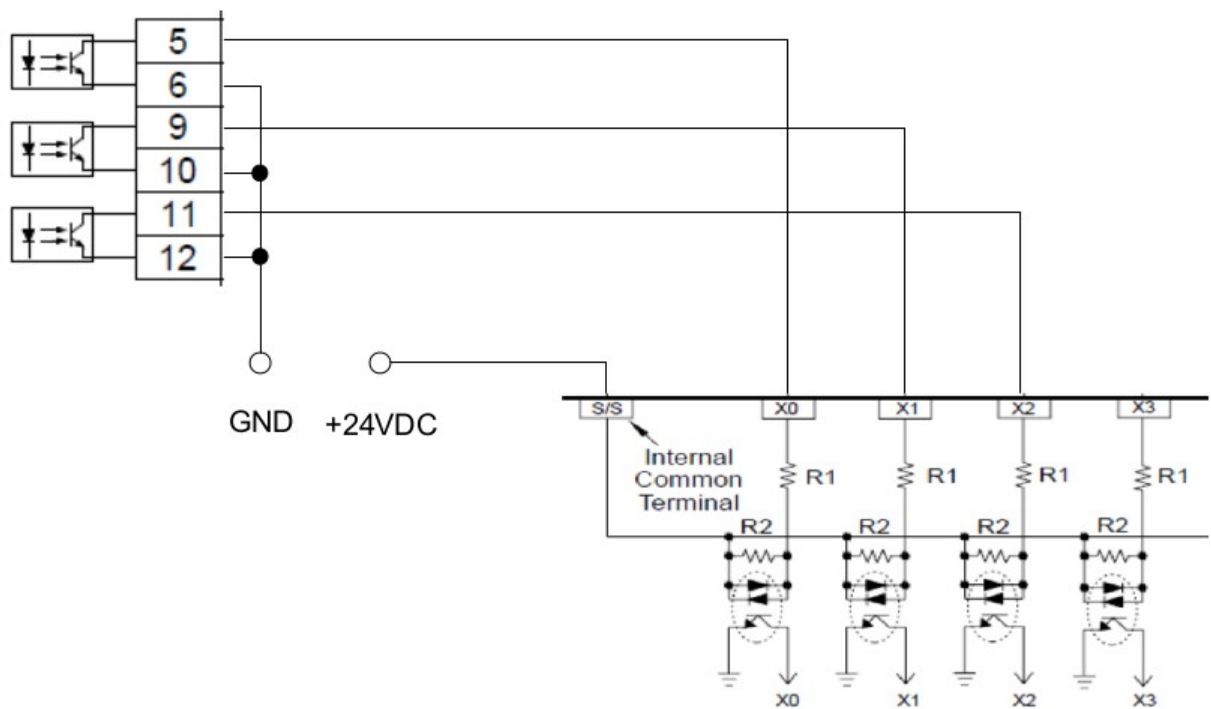 5
6
9
10
11
12
GND +24VDC
S/S X0 X1 X2 X3
Internal
Common
Terminal
R1 R1 R1 R1
R2 R2 R2 R2
X0 X1 X2 X3